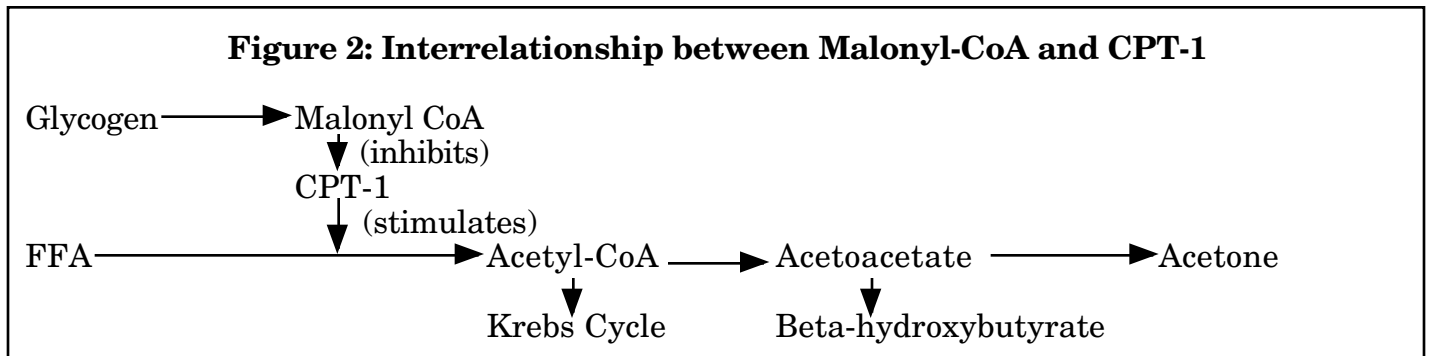 Figure 2: Interrelationship between Malonyl-CoA and CPT-1
Glycogen Malonyl CoA
(inhibits)
CPT-1
(stimulates)
FFA Acetyl-CoA Acetoacetate Acetone
Krebs Cycle Beta-hydroxybutyrate